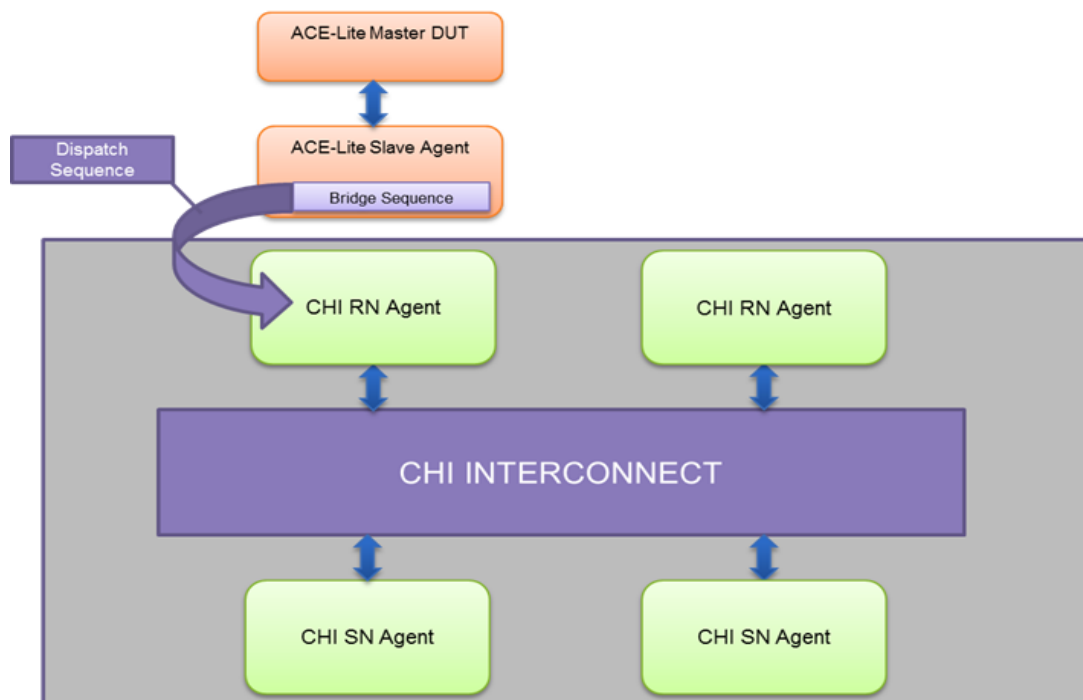 ACE-Lite Master DUT
Dispatch
Sequence
ACE-Lite Slave Agent
Bridge Sequence
CHI RN Agent
CHI RN Agent
CHI INTERCONNECT
CHI SN Agent
CHI SN Agent